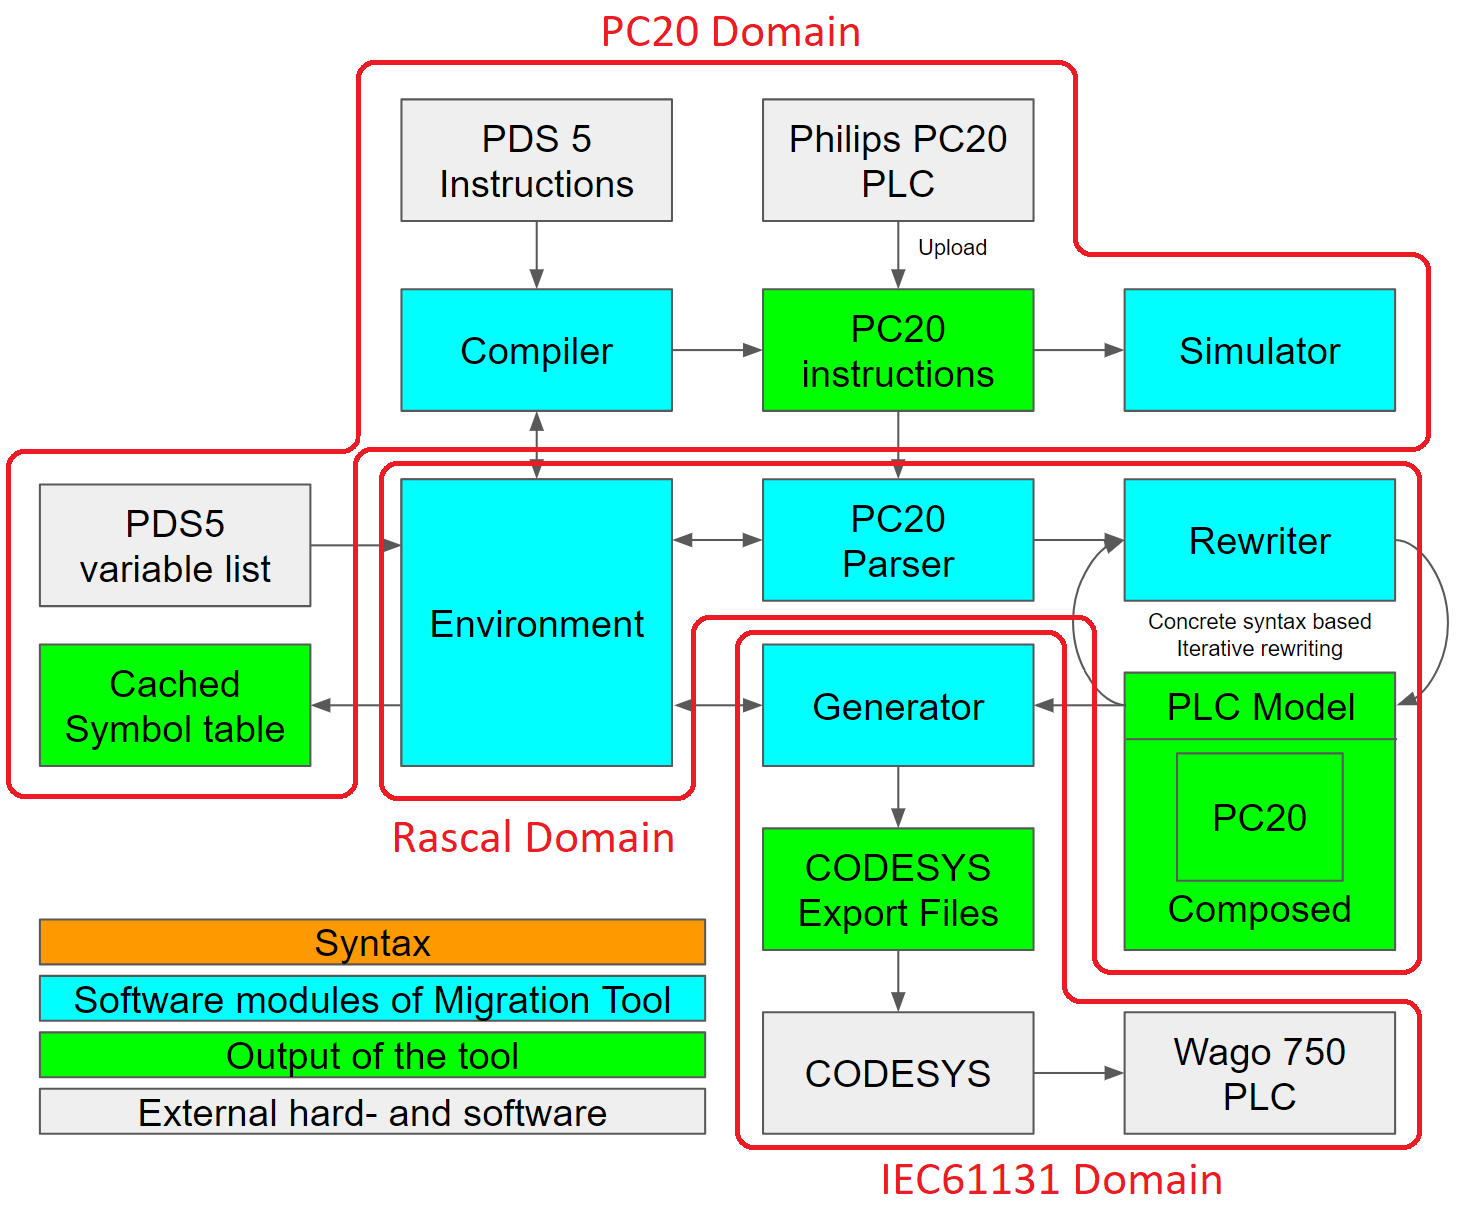 PC20 Domain
PDS 5
Instructions
Philips PC20
PLC
Upload
Compiler
PC20
instructions
Simulator
PDS5
variable list
Environment
PC20
Parser
Rewriter
Concrete syntax based
Iterative rewriting
Cached
Symbol table
Generator
PLC Model
PC20
Composed
Rascal Domain
CODESYS
Export Files
Syntax
Software modules of Migration Tool
Output of the tool
External hard- and software
CODESYS
Wago 750
PLC
IEC61131 Domain